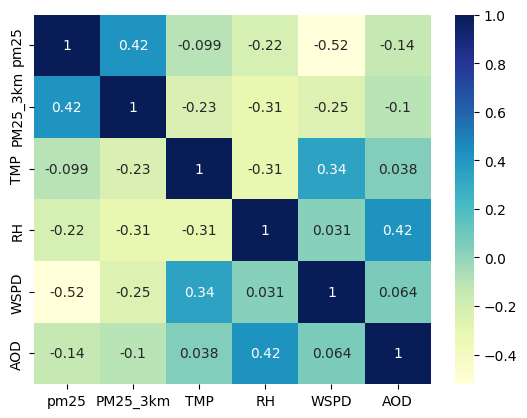 pm25 1 0.42 -0.099 -0.22 -0.52 -0.14
PM25_3km 0.42 1 -0.23 -0.31 -0.25 -0.1
TMP -0.099 -0.23 1 -0.31 0.34 0.038
RH -0.22 -0.31 -0.31 1 0.031 0.42
WSPD -0.52 -0.25 0.34 0.031 1 0.064
AOD -0.14 -0.1 0.038 0.42 0.064 1
pm25 PM25_3km TMP RH WSPD AOD
1.0
0.8
0.6
0.4
0.2
0.0
−0.2
−0.4